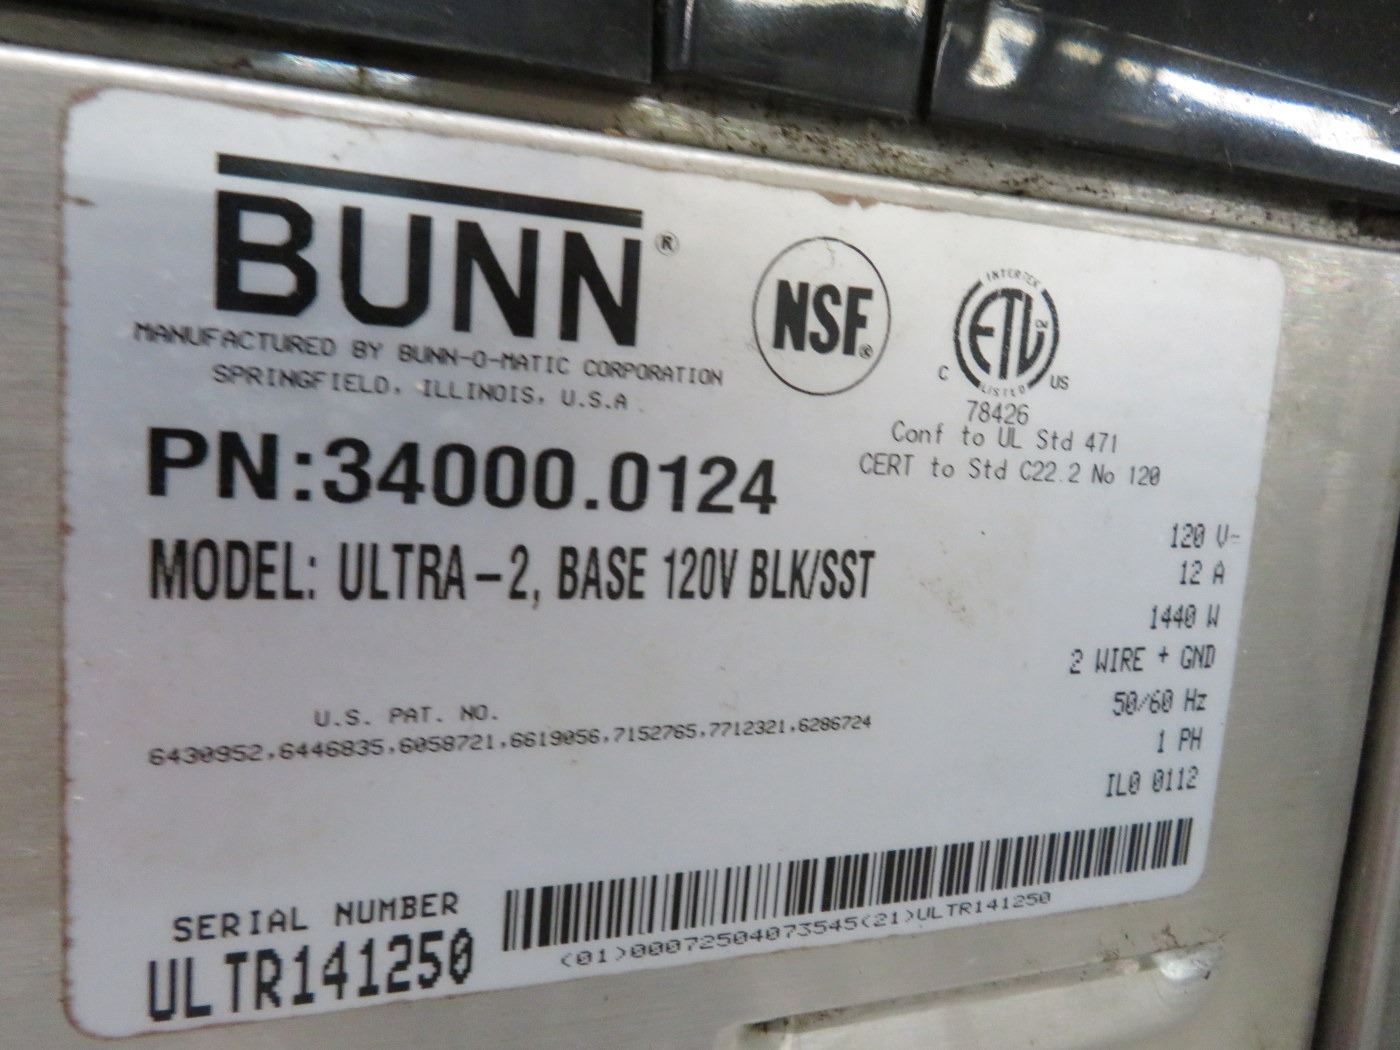 BUNN®
MANUFACTURED BY BUNN-O-MATIC CORPORATION
SPRINGFIELD, ILLINOIS, U.S.A
NSF®
INTERTEK
ETL
LISTED
C US
78426
Conf to UL Std 471
CERT to Std C22.2 No 120
PN:34000.0124
MODEL: ULTRA-2, BASE 120V BLK/SST
120 V~
12 A
1440 W
2 WIRE + GND
50/60 Hz
1 PH
IL0 0112
U.S. PAT. NO.
6430952,6446835,6058721,6619056,7152765,7712321,6286724
SERIAL NUMBER
ULTR141250
(01)00072504073545(21)ULTR141250